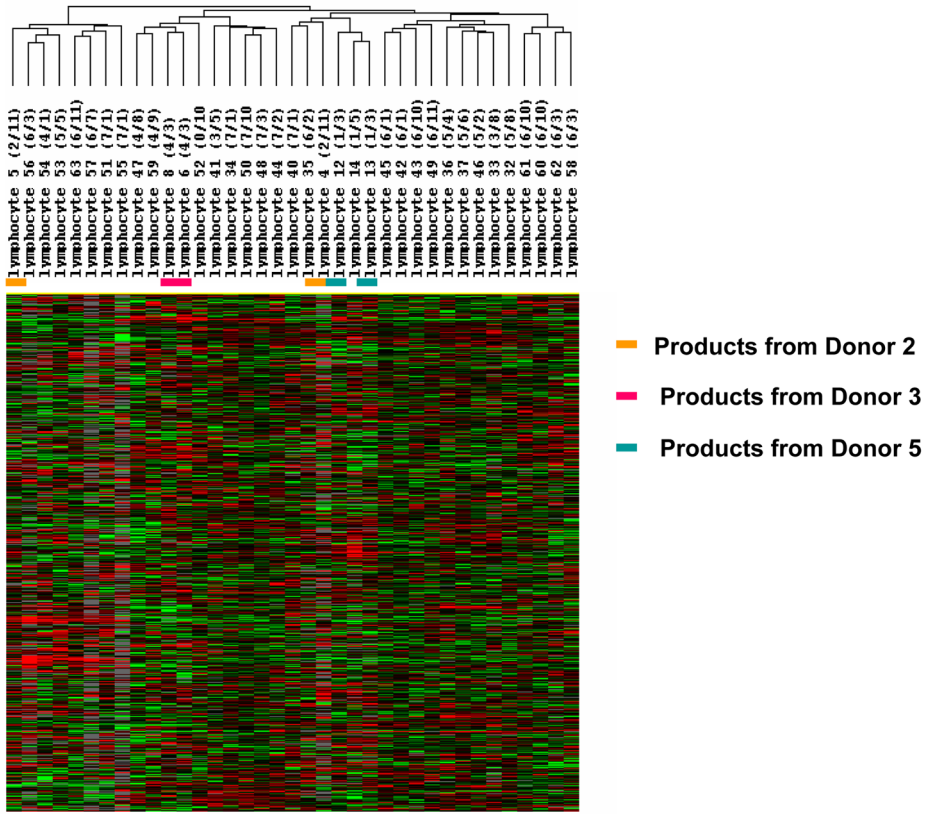 lymphocyte 5 (2/11)
lymphocyte 56 (6/3)
lymphocyte 54 (4/1)
lymphocyte 53 (5/5)
lymphocyte 63 (6/11)
lymphocyte 57 (6/7)
lymphocyte 51 (7/1)
lymphocyte 55 (7/1)
lymphocyte 47 (4/8)
lymphocyte 59 (4/9)
lymphocyte 8 (4/3)
lymphocyte 6 (4/3)
lymphocyte 52 (0/10
lymphocyte 41 (3/5)
lymphocyte 34 (7/1)
lymphocyte 50 (7/10
lymphocyte 48 (7/3)
lymphocyte 44 (7/2)
lymphocyte 40 (7/1)
lymphocyte 35 (6/2)
lymphocyte 4 (2/11)
lymphocyte 12 (1/3)
lymphocyte 14 (1/5)
lymphocyte 13 (1/3)
lymphocyte 45 (6/1)
lymphocyte 42 (6/1)
lymphocyte 43 (6/10)
lymphocyte 49 (6/11)
lymphocyte 36 (5/4)
lymphocyte 37 (5/6)
lymphocyte 46 (5/2)
lymphocyte 33 (3/8)
lymphocyte 32 (5/8)
lymphocyte 61 (6/10)
lymphocyte 60 (6/10)
lymphocyte 62 (6/3)
lymphocyte 58 (6/3)
Products from Donor 2
Products from Donor 3
Products from Donor 5